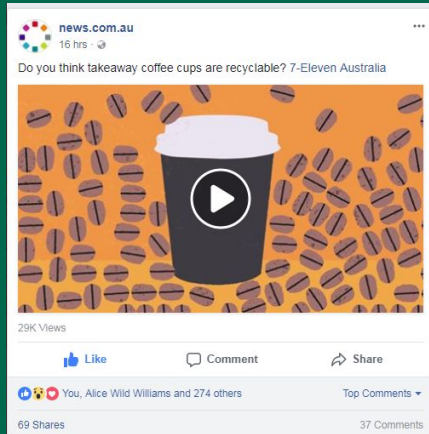 news.com.au
16 hrs ·
Do you think takeaway coffee cups are recyclable? 7-Eleven Australia
29K Views
Like Comment Share
You, Alice Wild Williams and 274 others Top Comments
69 Shares 37 Comments